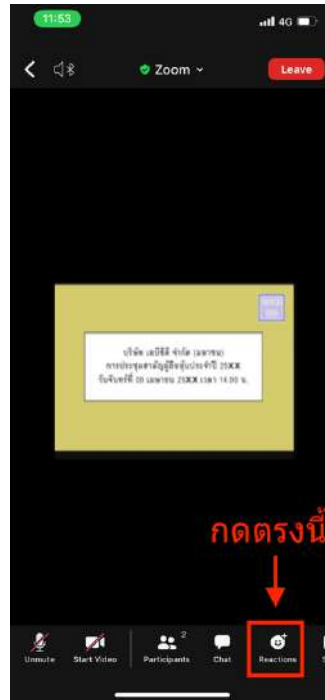 11:53
4G
Zoom
Leave
บริษัท เอบีซีดี จำกัด (มหาชน)
การประชุมสามัญผู้ถือหุ้นประจำปี 25XX
วันจันทร์ที่ 00 เมษายน 25XX เวลา 14.00 น.
กดตรงนี้
2
Unmute
Start Video
Participants
Chat
Reactions